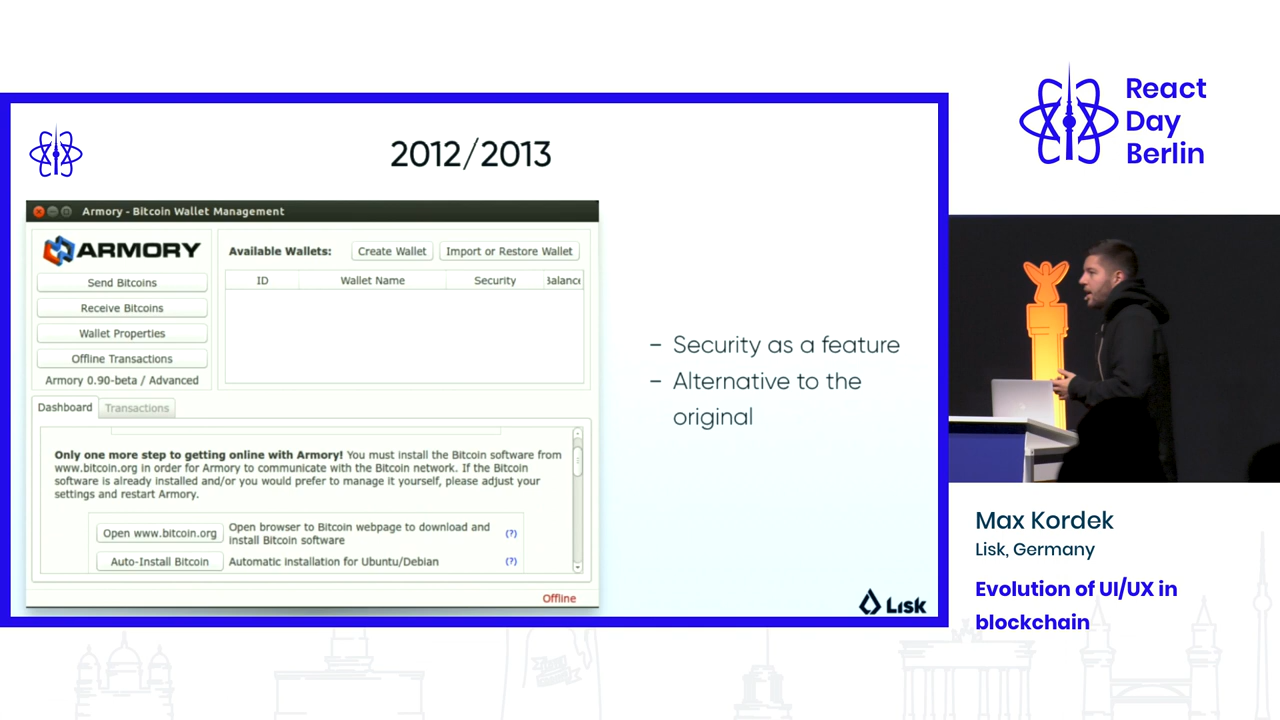 React
Day
Berlin
2012/2013
Armory - Bitcoin Wallet Management
ARMORY
Send Bitcoins
Receive Bitcoins
Wallet Properties
Offline Transactions
Armory 0.90-beta / Advanced
Available Wallets:
Create Wallet
Import or Restore Wallet
ID Wallet Name Security Balance
Dashboard Transactions
Only one more step to getting online with Armory! You must install the Bitcoin software from
www.bitcoin.org in order for Armory to communicate with the Bitcoin network. If the Bitcoin
software is already installed and/or you would prefer to manage it yourself, please adjust your
settings and restart Armory.
Open www.bitcoin.org
Open browser to Bitcoin webpage to download and
install Bitcoin software
(?)
Auto-Install Bitcoin
Automatic installation for Ubuntu/Debian
(?)
Offline
– Security as a feature
– Alternative to the
original
Lisk
Max Kordek
Lisk, Germany
Evolution of UI/UX in
blockchain